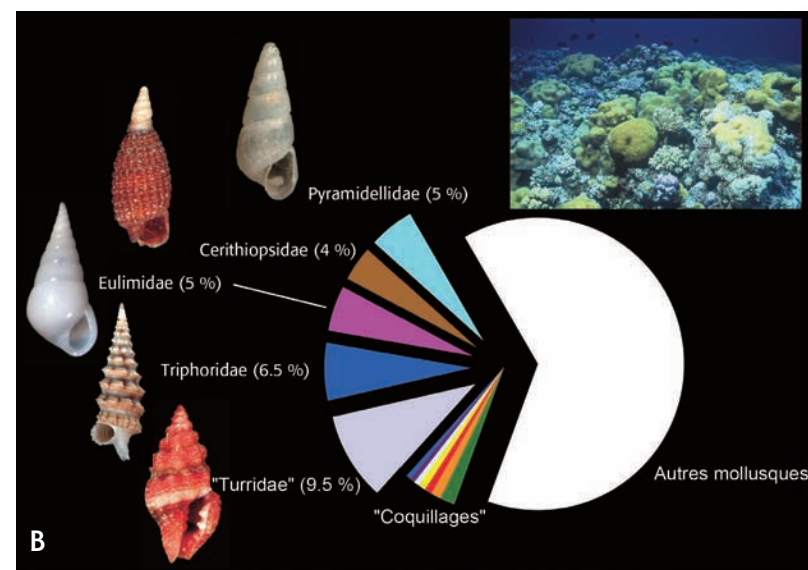 Pyramidellidae (5 %)
Cerithiopsidae (4 %)
Eulimidae (5 %)
Triphoridae (6.5 %)
"Turridae" (9.5 %)
"Coquillages"
Autres mollusques
B